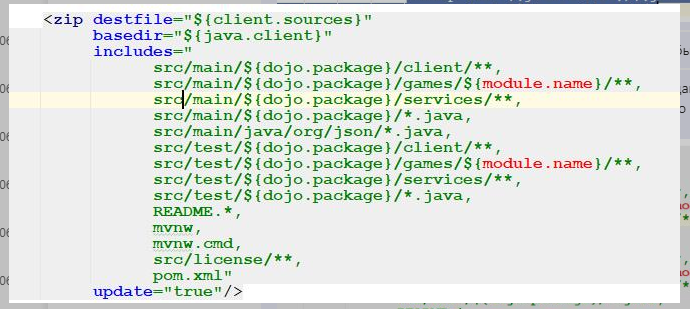 <zip destfile="${client.sources}"
basedir="${java.client}"
includes="
src/main/${dojo.package}/client/**,
src/main/${dojo.package}/games/${module.name}/**,
src/main/${dojo.package}/services/**,
src/main/${dojo.package}/*.java,
src/main/java/org/json/*.java,
src/test/${dojo.package}/client/**,
src/test/${dojo.package}/games/${module.name}/**,
src/test/${dojo.package}/services/**,
src/test/${dojo.package}/*.java,
README.*,
mvnw,
mvnw.cmd,
src/license/**,
pom.xml"
update="true"/>